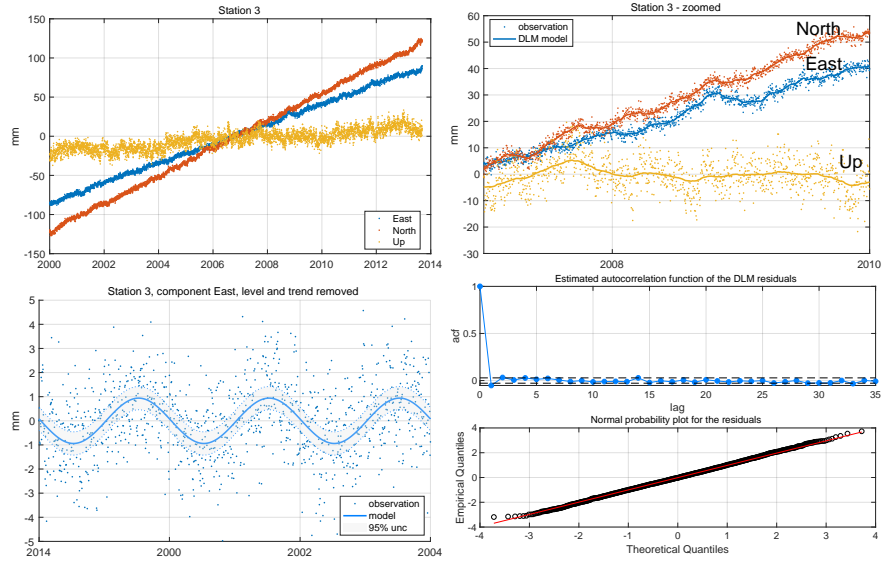 Station 3
mm
150
100
50
0
-50
-100
-150
2000 2002 2004 2006 2008 2010 2012 2014
East
North
Up
Station 3 - zoomed
mm
60
50
40
30
20
10
0
-10
-20
-30
2008 2010
observation
DLM model
North
East
Up
Station 3, component East, level and trend removed
mm
5
4
3
2
1
0
-1
-2
-3
-4
-5
2014 2000 2002 2004
observation
model
95% unc
Estimated autocorrelation function of the DLM residuals
acf
1
0.5
0
0 5 10 15 20 25 30 35
lag
Normal probability plot for the residuals
Empirical Quantiles
4
2
0
-2
-4
-4 -3 -2 -1 0 1 2 3 4
Theoretical Quantiles